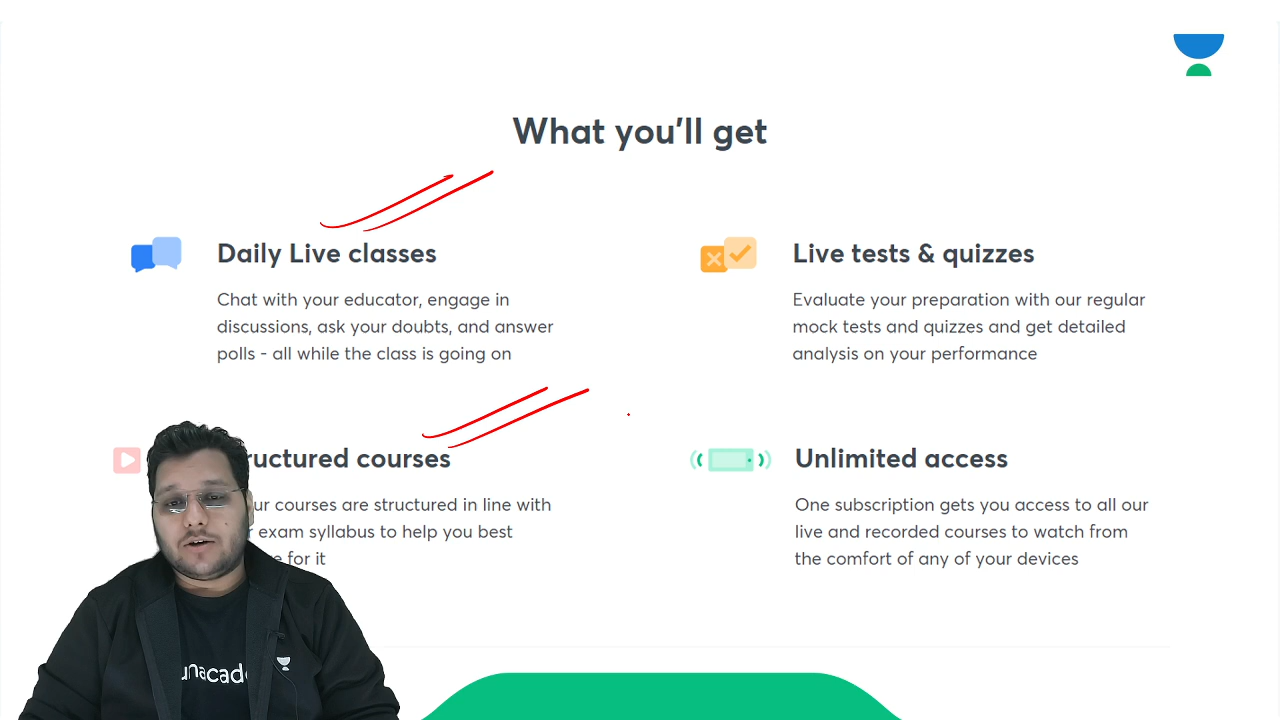 What you'll get
Daily Live classes
Chat with your educator, engage in
discussions, ask your doubts, and answer
polls - all while the class is going on
Live tests & quizzes
Evaluate your preparation with our regular
mock tests and quizzes and get detailed
analysis on your performance
courses
courses are structured in line with
exam syllabus to help you best
for it
Unlimited access
One subscription gets you access to all our
live and recorded courses to watch from
the comfort of any of your devices